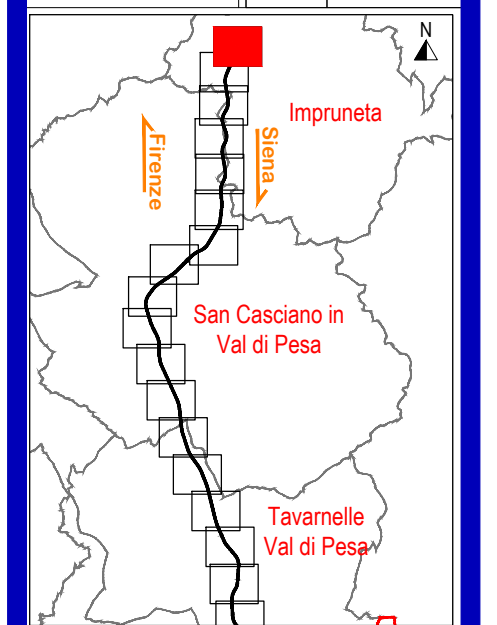 N
Impruneta
Firenze
Siena
San Casciano in
Val di Pesa
Tavarnelle
Val di Pesa